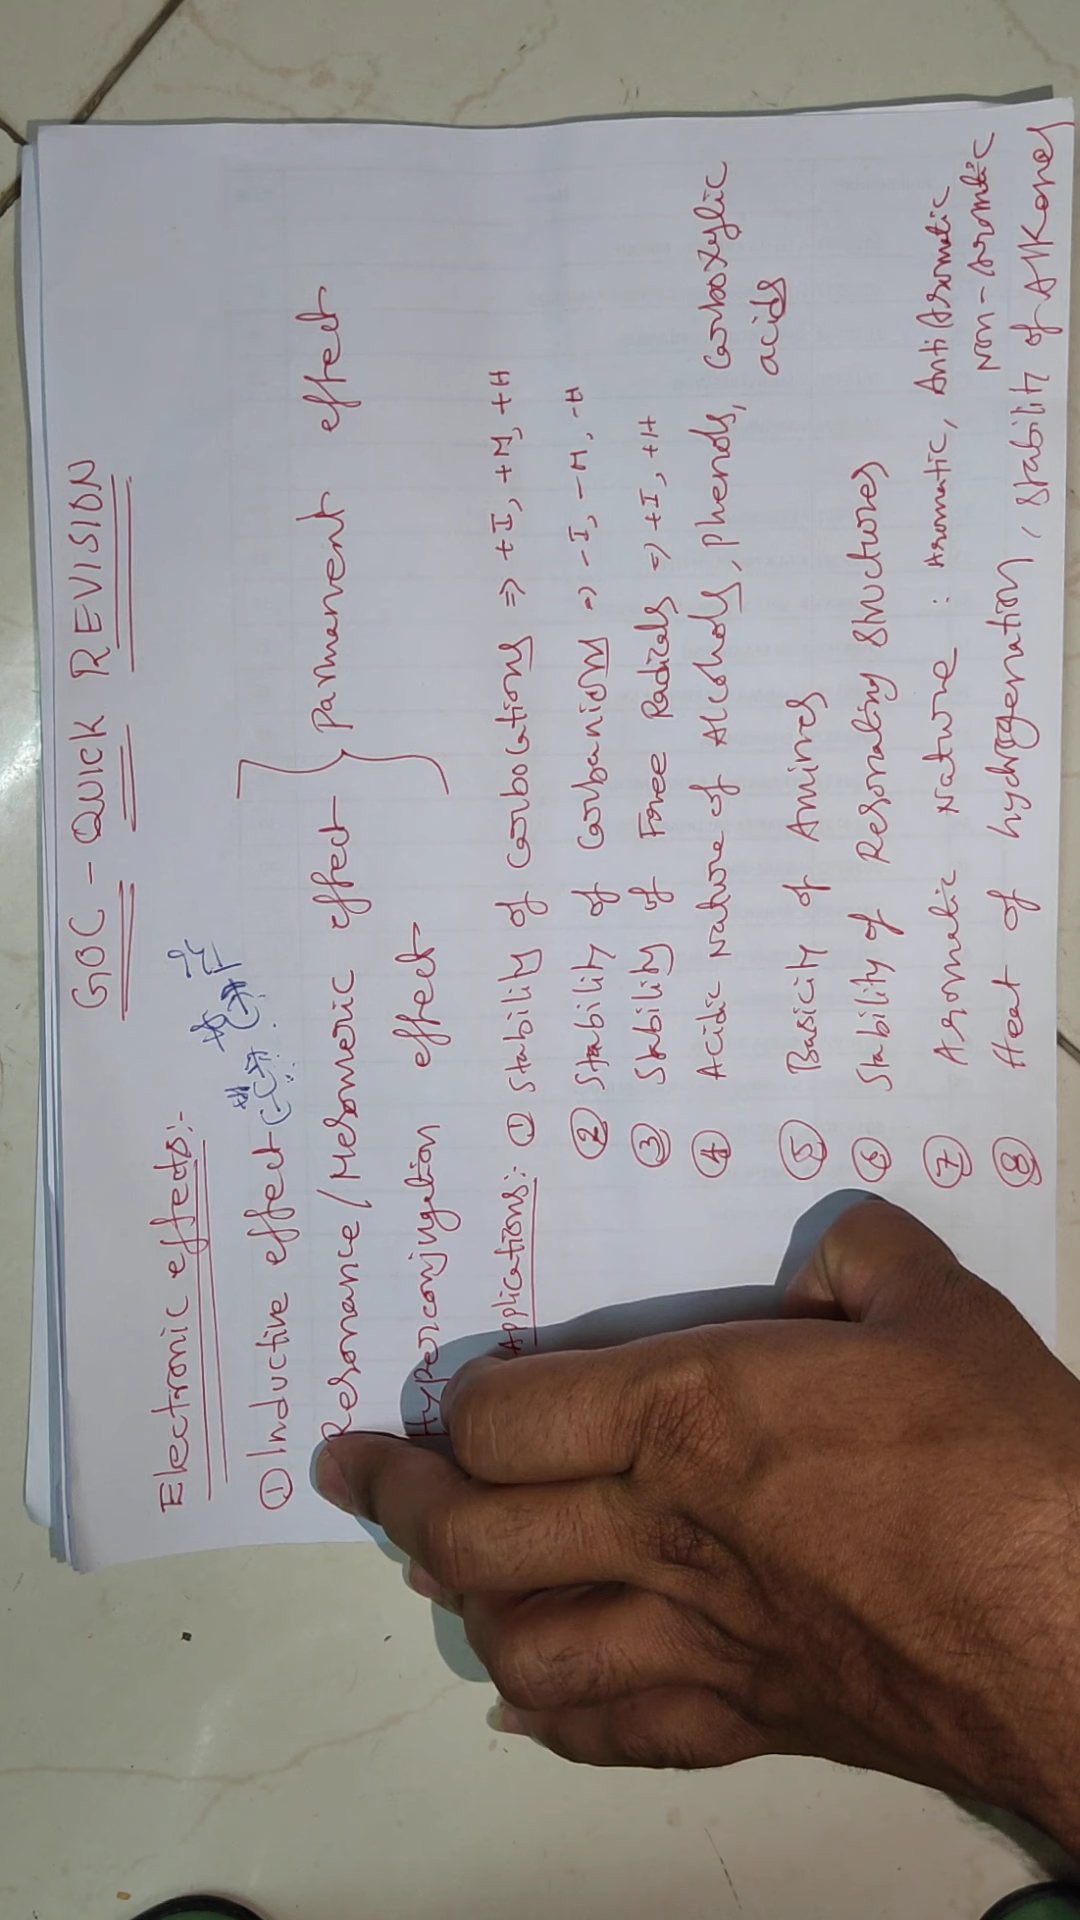 GOC - QUICK REVISION
Electronic effects:-
① Inductive effect
Resonance/Mesomeric effect
Parmanent effect
Hyperconjugation effect
Applications:- ① Stability of Carbocations ⇒ +I, +M, +H
② Stability of Carbanions ⇒ -I, -M, -H
③ Stability of Free Radicals ⇒ +I, +H
④ Acidic Nature of Alcohols, phenols, Carboxylic
acids
⑤ Basicity of Amines
⑥ Stability of Resonating Structures
⑦ Aromatic Nature : Aromatic, Anti Aromatic
Non-Aromatic
⑧ Heat of hydrogenation, Stability of Alkenes